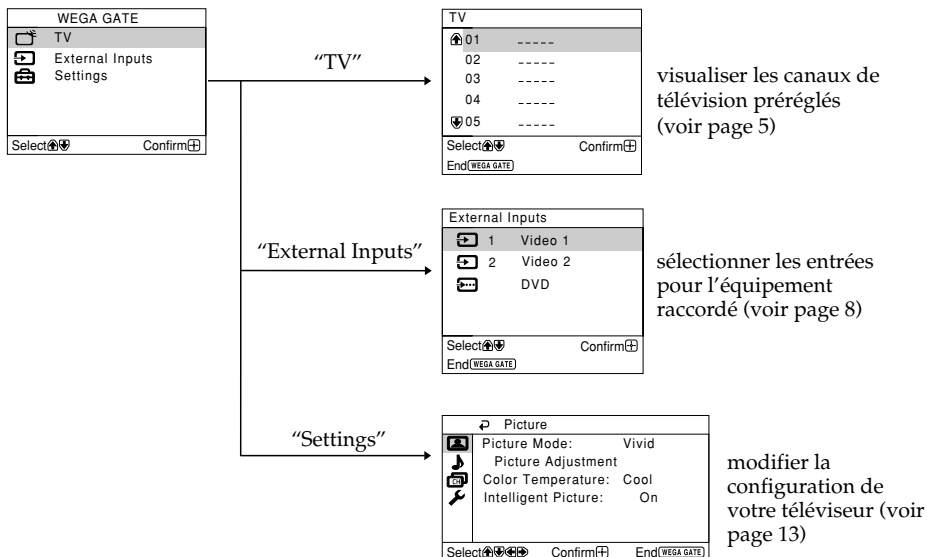 WEGA GATE
TV
External Inputs
Settings
Select Confirm
"TV"
TV
01 -----
02 -----
03 -----
04 -----
05 -----
Select Confirm
End WEGA GATE
visualiser les canaux de
télévision préréglés
(voir page 5)
"External Inputs"
External Inputs
1 Video 1
2 Video 2
DVD
Select Confirm
End WEGA GATE
sélectionner les entrées
pour l'équipement
raccordé (voir page 8)
"Settings"
Picture
Picture Mode: Vivid
Picture Adjustment
CH Color Temperature: Cool
Intelligent Picture: On
Select Confirm End WEGA GATE
modifier la
configuration de
votre téléviseur (voir
page 13)